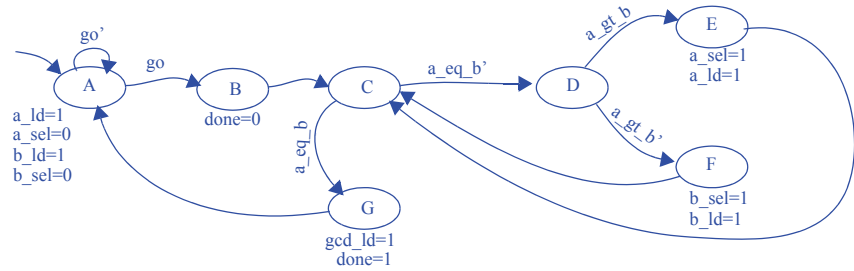 go’
go
A
B
C
a_eq_b’
D
a_gt_b
E
a_sel=1
a_ld=1
a_ld=1
a_sel=0
b_ld=1
b_sel=0
done=0
a_eq_b
a_gt_b’
F
b_sel=1
b_ld=1
G
gcd_ld=1
done=1